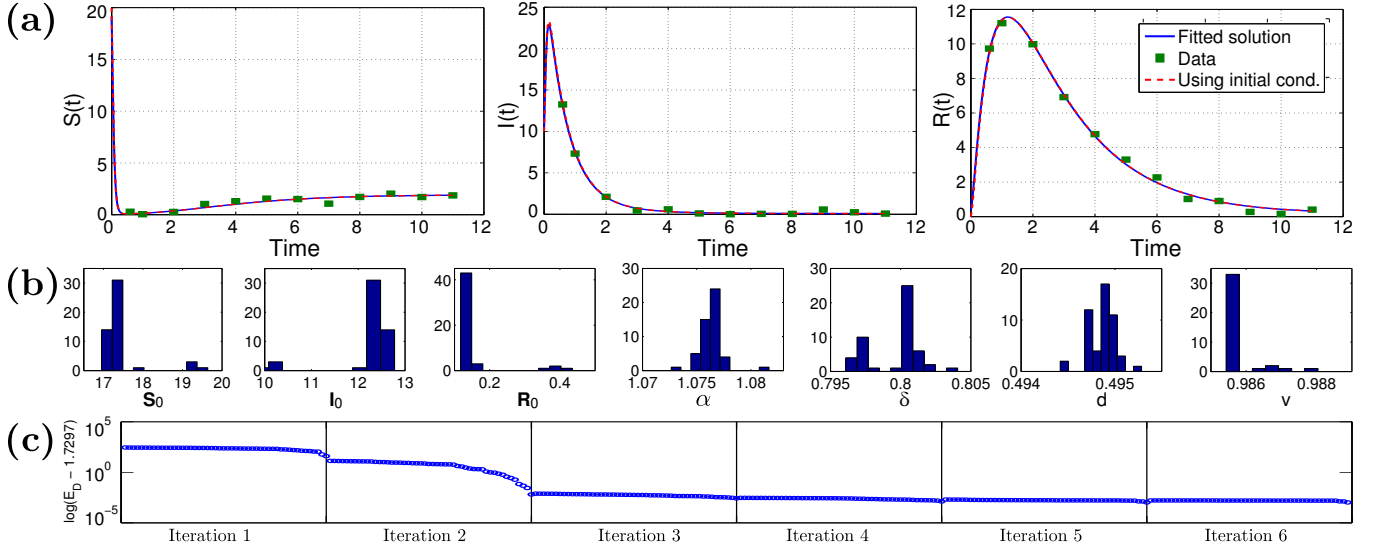 (a)
S(t)
20
15
10
5
0
0 2 4 6 8 10 12
Time
I(t)
25
20
15
10
5
0
0 2 4 6 8 10 12
Time
R(t)
12
10
8
6
4
2
0
0 2 4 6 8 10 12
Time
Fitted solution
Data
Using initial cond.
(b)
30
20
10
0
17 18 19 20
S0
30
20
10
0
10 11 12 13
I0
40
20
0
0.2 0.4
R0
30
20
10
0
1.07 1.075 1.08
α
30
20
10
0
0.795 0.8 0.805
δ
20
10
0
0.494 0.495
d
30
20
10
0
0.986 0.988
v
(c)
log(E_D − 1.7297)
10^5
10^0
10^−5
Iteration 1 Iteration 2 Iteration 3 Iteration 4 Iteration 5 Iteration 6